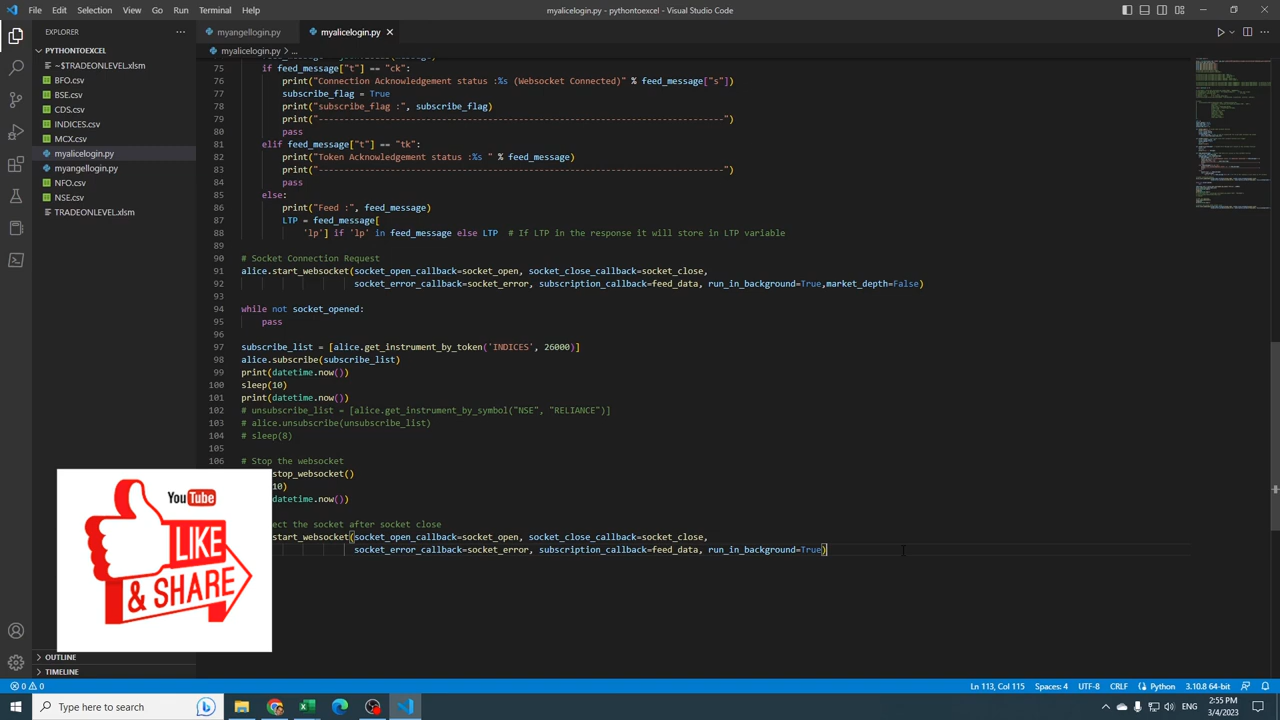 File Edit Selection View Go Run Terminal Help
myalicelogin.py - pythontoexcel - Visual Studio Code
EXPLORER
PYTHONTOEXCEL
~$TRADEONLEVEL.xlsm
BFO.csv
BSE.csv
CDS.csv
INDICES.csv
MCX.csv
myalicelogin.py
myangellogin.py
NFO.csv
NSE.csv
TRADEONLEVEL.xlsm
OUTLINE
TIMELINE
myangellogin.py myalicelogin.py
myalicelogin.py > ...
75 if feed_message["t"] == "ck":
76 print("Connection Acknowledgement status :%s (Websocket Connected)" % feed_message["s"])
77 subscribe_flag = True
78 print("subscribe_flag :", subscribe_flag)
79 print("-------------------------------------------------------------------------------")
80 pass
81 elif feed_message["t"] == "tk":
82 print("Token Acknowledgement status :%s " % feed_message)
83 print("-------------------------------------------------------------------------------")
84 pass
85 else:
86 print("Feed :", feed_message)
87 LTP = feed_message[
88 'lp'] if 'lp' in feed_message else LTP # If LTP in the response it will store in LTP variable
89
90 # Socket Connection Request
91 alice.start_websocket(socket_open_callback=socket_open, socket_close_callback=socket_close,
92 socket_error_callback=socket_error, subscription_callback=feed_data, run_in_background=True,market_depth=False)
93
94 while not socket_opened:
95 pass
96
97 subscribe_list = [alice.get_instrument_by_token('INDICES', 26000)]
98 alice.subscribe(subscribe_list)
99 print(datetime.now())
100 sleep(10)
101 print(datetime.now())
102 # unsubscribe_list = [alice.get_instrument_by_symbol("NSE", "RELIANCE")]
103 # alice.unsubscribe(unsubscribe_list)
104 # sleep(8)
105
106 # Stop the websocket
stop_websocket()
10)
datetime.now())
ect the socket after socket close
start_websocket(socket_open_callback=socket_open, socket_close_callback=socket_close,
socket_error_callback=socket_error, subscription_callback=feed_data, run_in_background=True)
YouTube
LIKE
& SHARE
0 0
Ln 113, Col 115 Spaces: 4 UTF-8 CRLF Python 3.10.8 64-bit
Type here to search
ENG
2:55 PM
3/4/2023